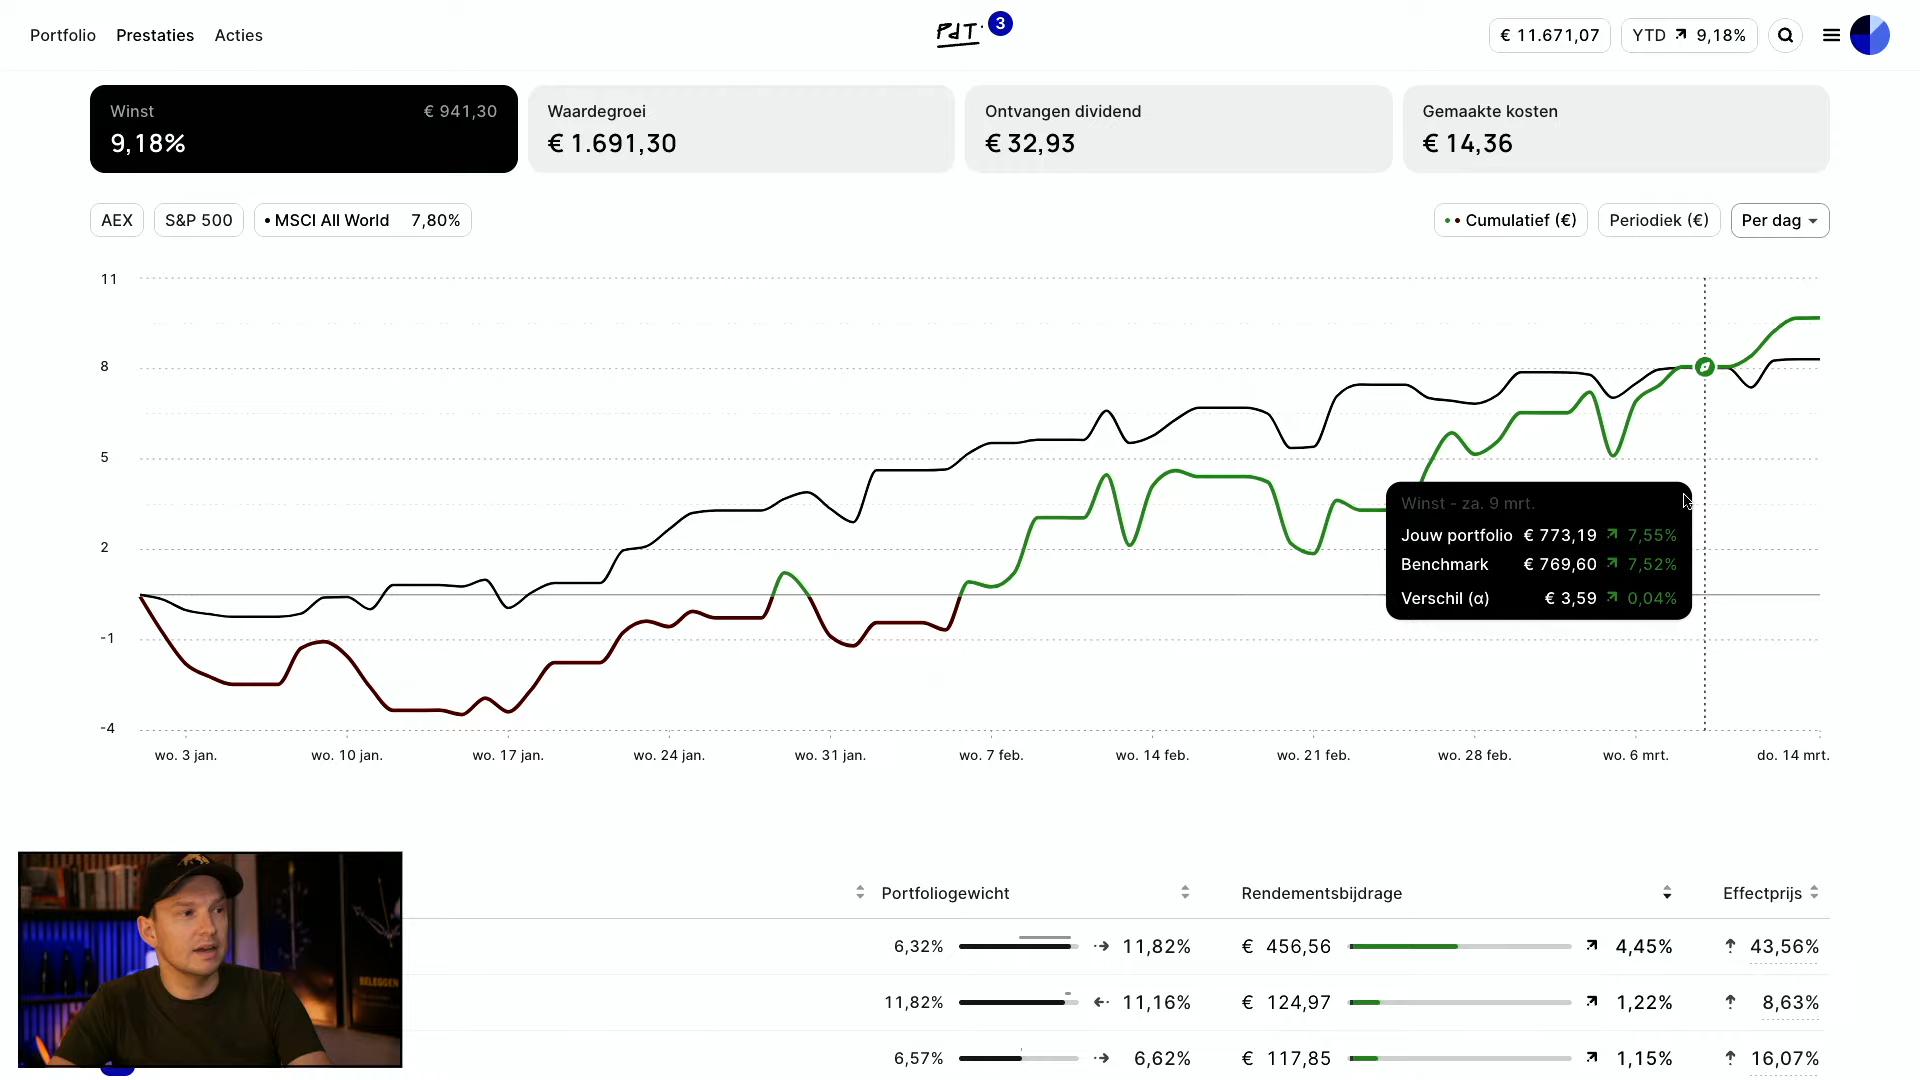 Portfolio Prestaties Acties PdT 3 € 11.671,07 YTD 9,18%
Winst € 941,30
9,18%
Waardegroei
€ 1.691,30
Ontvangen dividend
€ 32,93
Gemaakte kosten
€ 14,36
AEX S&P 500 • MSCI All World 7,80% •• Cumulatief (€) Periodiek (€) Per dag
11
8
5
2
-1
-4
Winst - za. 9 mrt.
Jouw portfolio € 773,19 7,55%
Benchmark € 769,60 7,52%
Verschil (α) € 3,59 0,04%
wo. 3 jan. wo. 10 jan. wo. 17 jan. wo. 24 jan. wo. 31 jan. wo. 7 feb. wo. 14 feb. wo. 21 feb. wo. 28 feb. wo. 6 mrt. do. 14 mrt.
Portfoliogewicht Rendementsbijdrage Effectprijs
6,32% 11,82% € 456,56 4,45% 43,56%
11,82% 11,16% € 124,97 1,22% 8,63%
6,57% 6,62% € 117,85 1,15% 16,07%
BELEGGEN